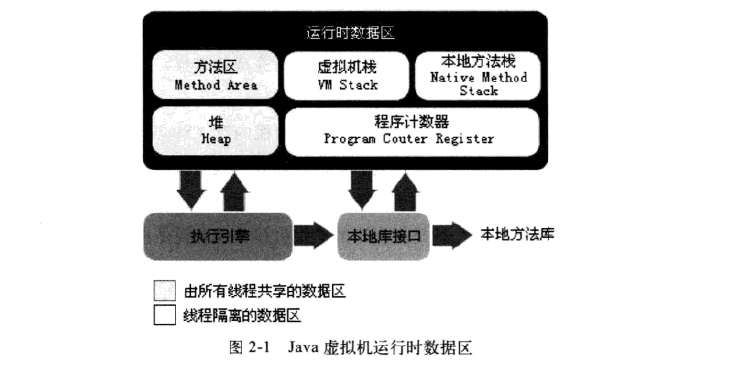 运行时数据区
方法区
Method Area
虚拟机栈
VM Stack
本地方法栈
Native Method
Stack
堆
Heap
程序计数器
Program Couter Register
执行引擎
本地库接口
本地方法库
由所有线程共享的数据区
线程隔离的数据区
图 2-1 Java 虚拟机运行时数据区